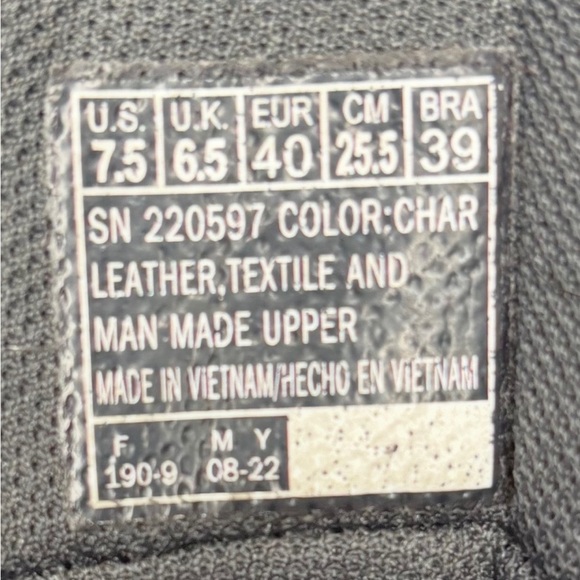 U.S. U.K. EUR CM BRA
7.5 6.5 40 25.5 39
SN 220597 COLOR:CHAR
LEATHER,TEXTILE AND
MAN MADE UPPER
MADE IN VIETNAM/HECHO EN VIETNAM
F M Y
190-9 08-22